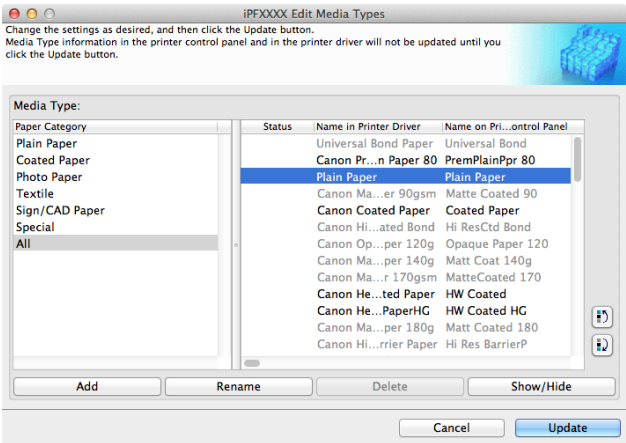 iPFXXXX Edit Media Types
Change the settings as desired, and then click the Update button.
Media Type information in the printer control panel and in the printer driver will not be updated until you
click the Update button.
Media Type:
Paper Category
Plain Paper
Coated Paper
Photo Paper
Textile
Sign/CAD Paper
Special
All
Status Name in Printer Driver Name on Pri...ontrol Panel
Universal Bond Paper Universal Bond
Canon Pr...n Paper 80 PremPlainPpr 80
Plain Paper Plain Paper
Canon Ma...er 90gsm Matte Coated 90
Canon Coated Paper Coated Paper
Canon Hi...ated Bond Hi ResCtd Bond
Canon Op...per 120g Opaque Paper 120
Canon Ma...per 140g Matt Coat 140g
Canon Ma...r 170gsm MatteCoated 170
Canon He...ted Paper HW Coated
Canon He...PaperHG HW Coated HG
Canon Ma...per 180g Matt Coated 180
Canon Hi...rrier Paper Hi Res BarrierP
Add Rename Delete Show/Hide
Cancel Update